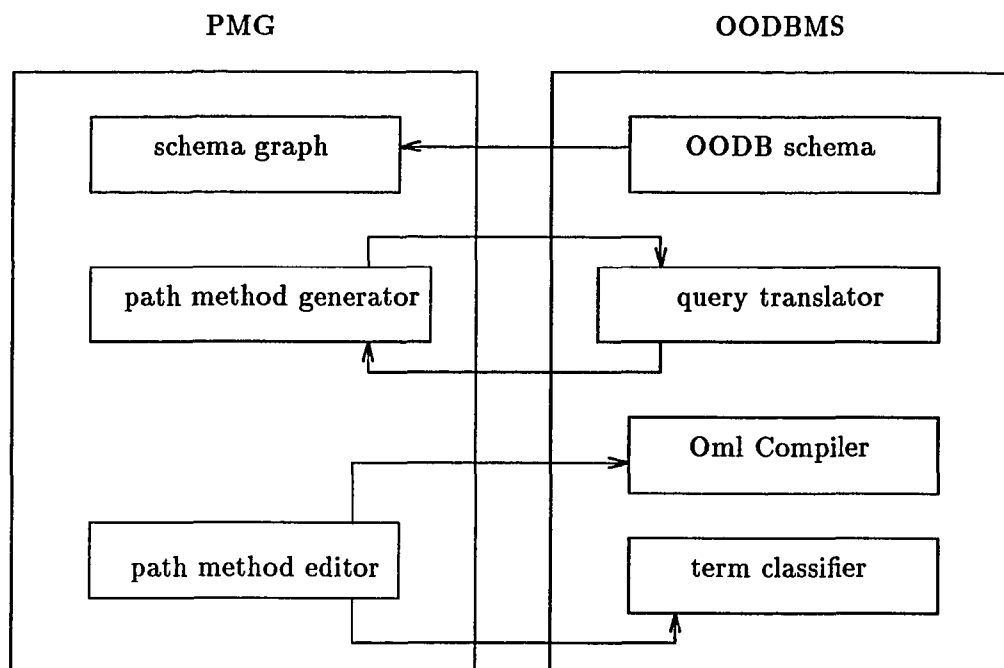 PMG OODBMS
schema graph OODB schema
path method generator query translator
Oml Compiler
path method editor term classifier